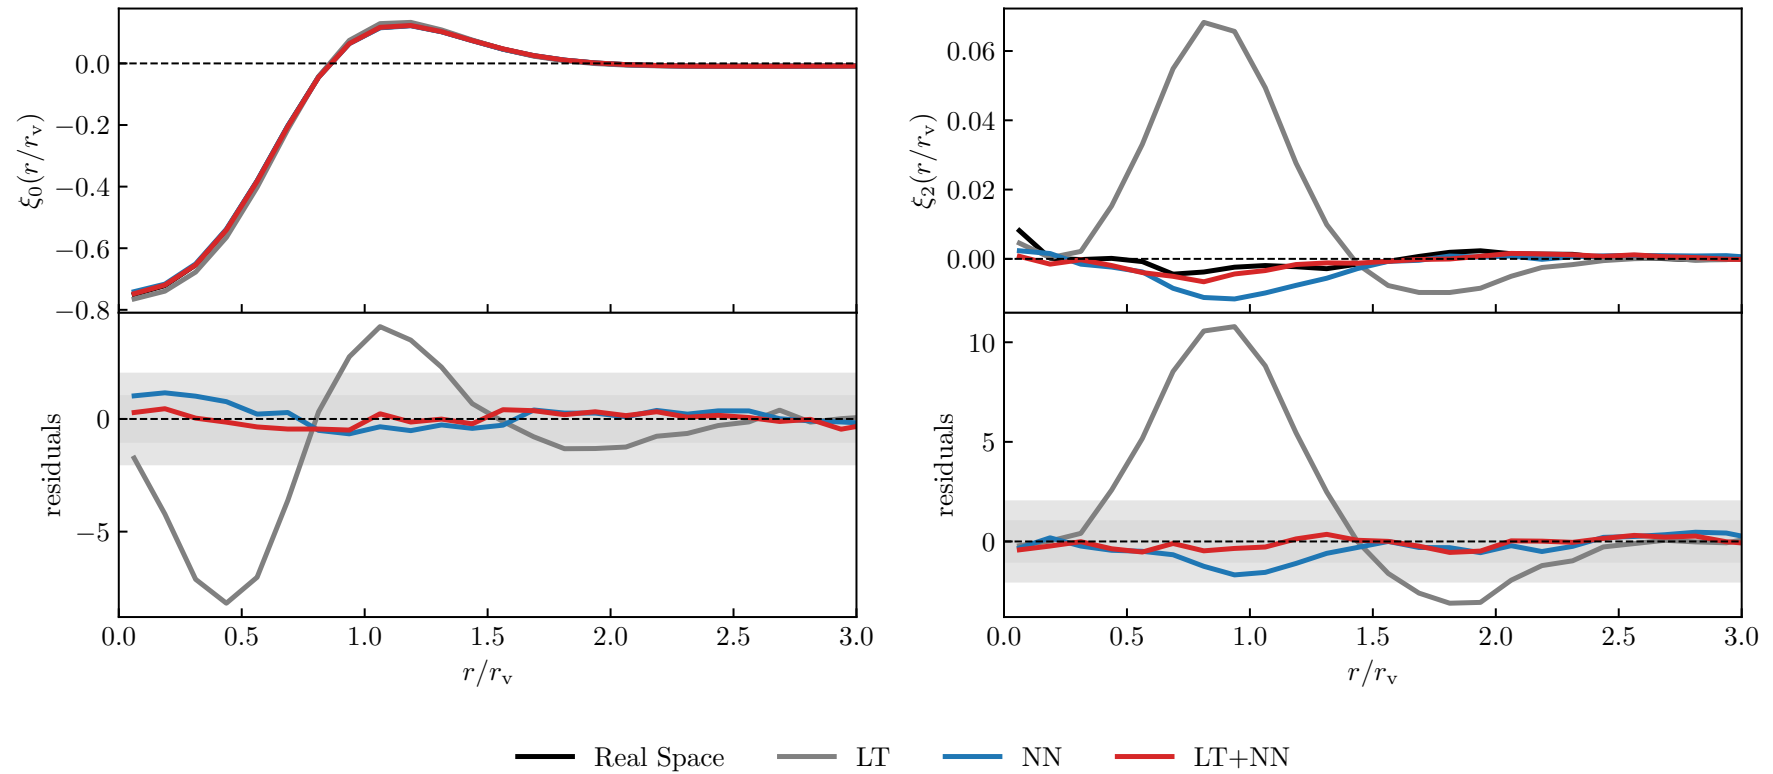 0.0
−0.2
−0.4
−0.6
−0.8
ξ₀(r/rᵥ)
0
−5
residuals
0.0 0.5 1.0 1.5 2.0 2.5 3.0
r/rᵥ
0.06
0.04
0.02
0.00
ξ₂(r/rᵥ)
10
5
0
residuals
0.0 0.5 1.0 1.5 2.0 2.5 3.0
r/rᵥ
Real Space LT NN LT+NN